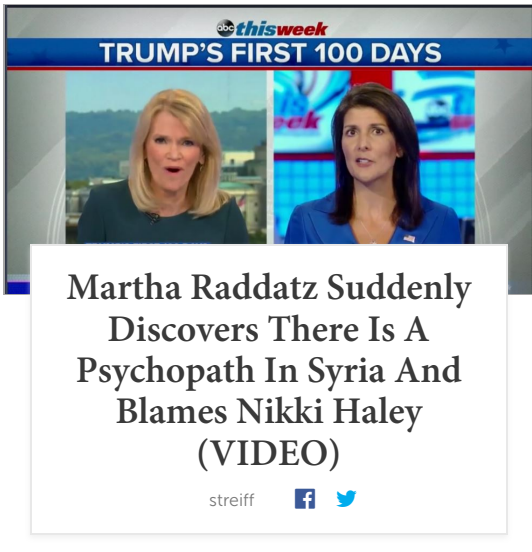 abc thisweek
TRUMP'S FIRST 100 DAYS
Martha Raddatz Suddenly
Discovers There Is A
Psychopath In Syria And
Blames Nikki Haley
(VIDEO)
streiff